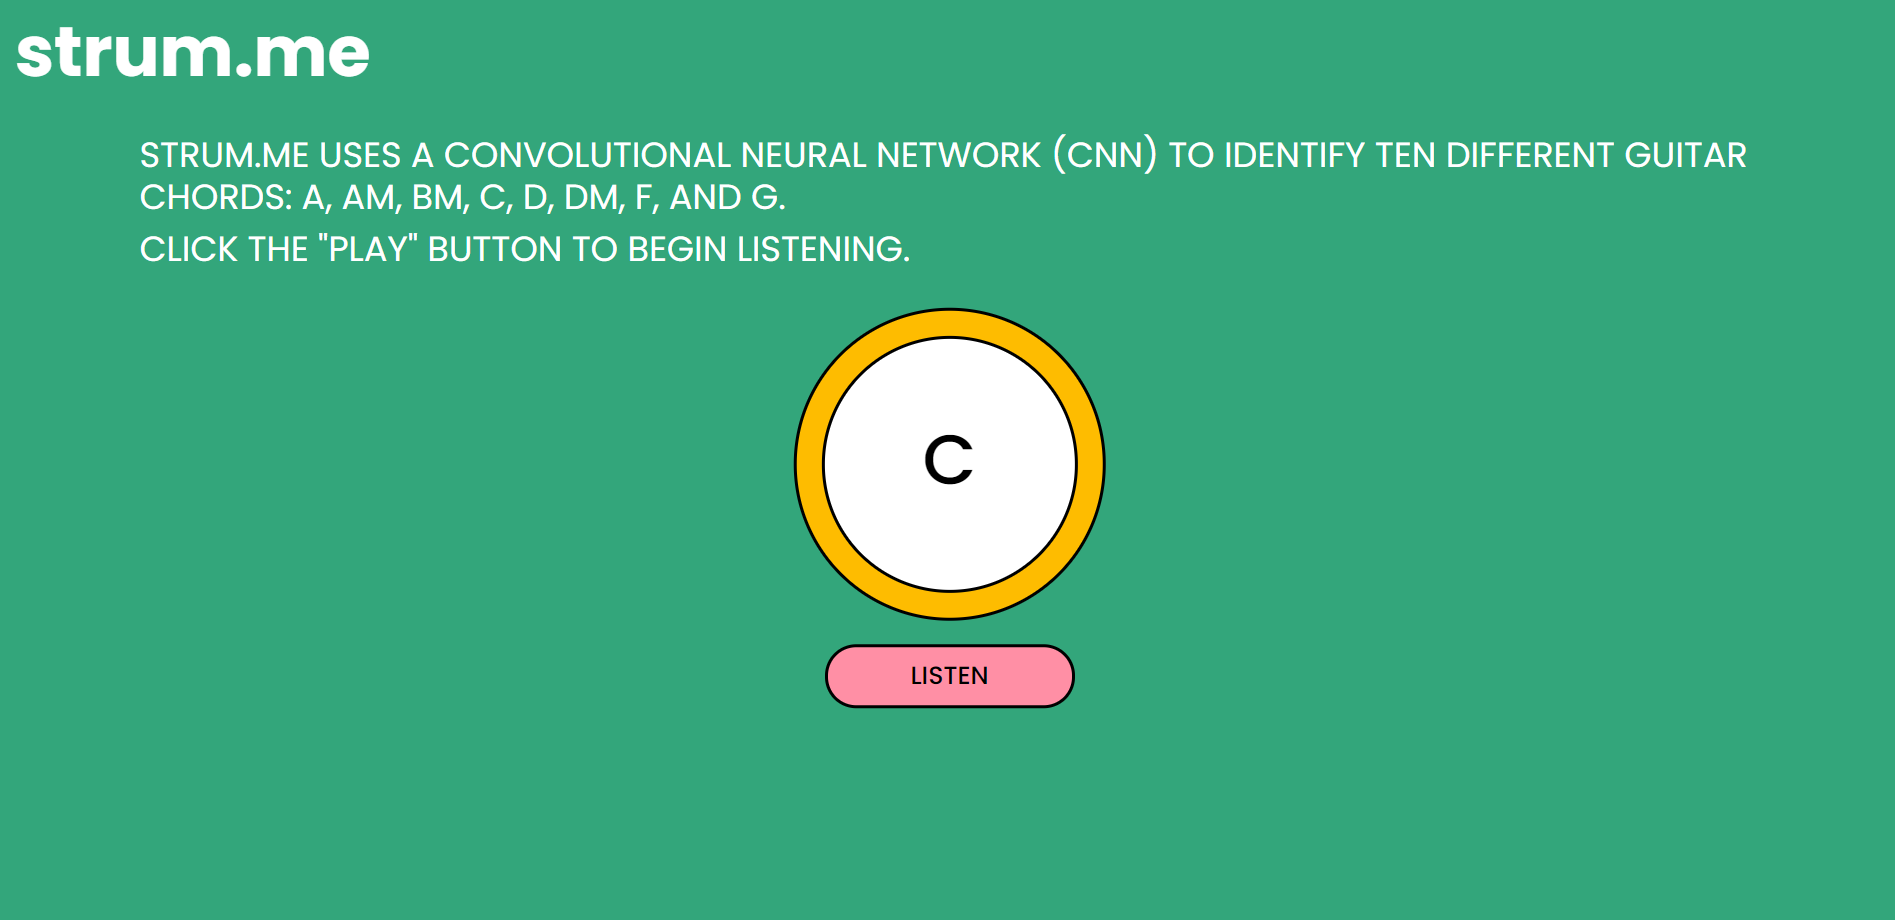 strum.me
STRUM.ME USES A CONVOLUTIONAL NEURAL NETWORK (CNN) TO IDENTIFY TEN DIFFERENT GUITAR
CHORDS: A, AM, BM, C, D, DM, F, AND G.
CLICK THE "PLAY" BUTTON TO BEGIN LISTENING.
C
LISTEN